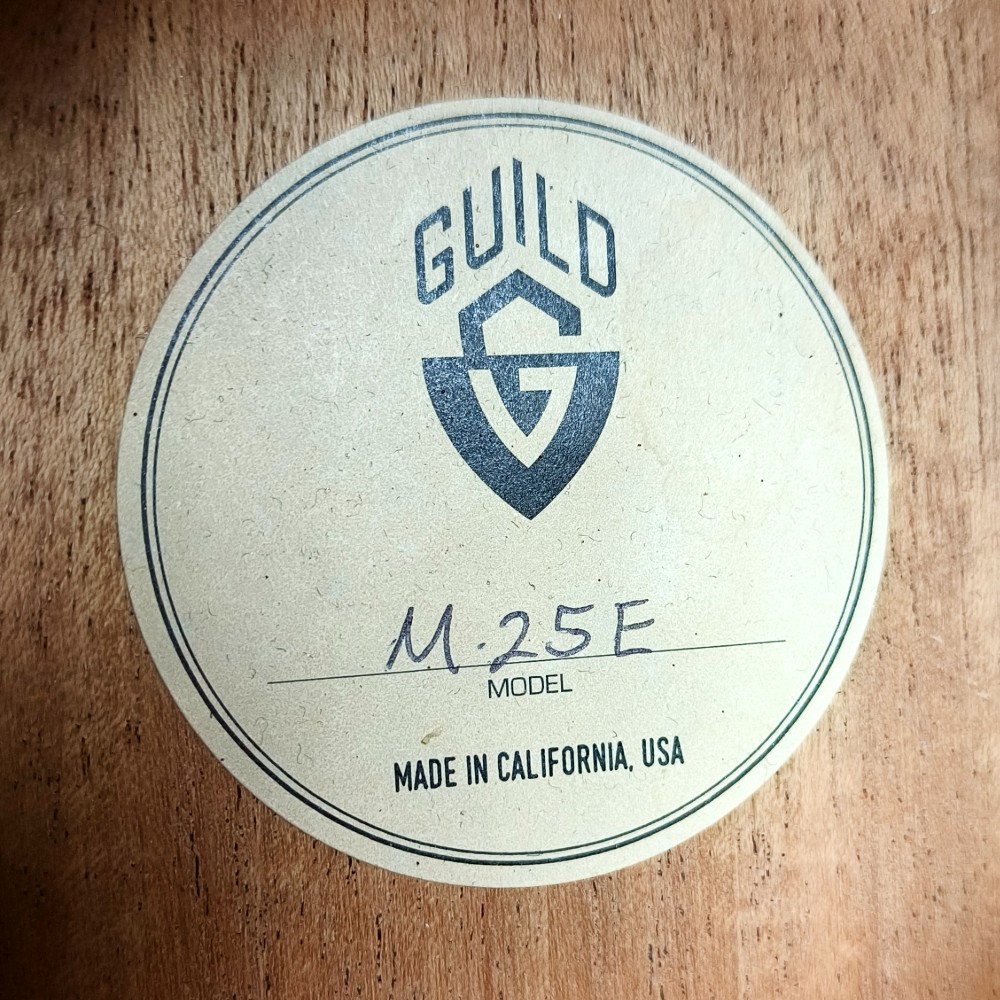 GUILD
G
M-25E
MODEL
MADE IN CALIFORNIA, USA